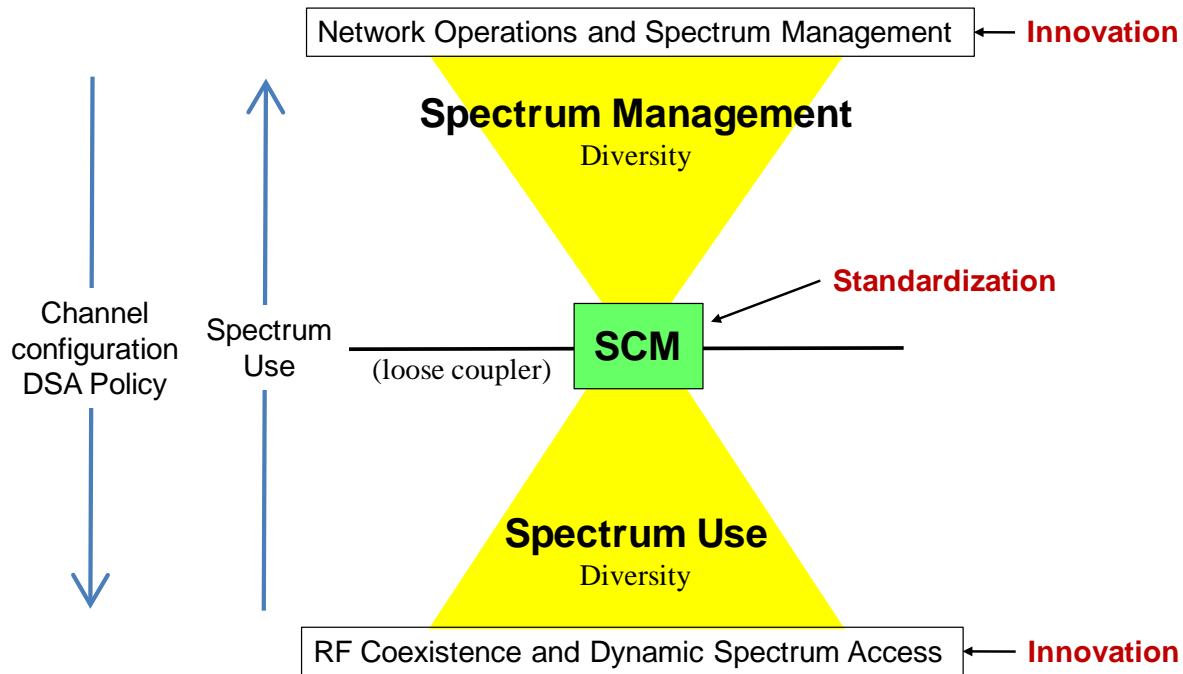 Network Operations and Spectrum Management
Innovation
Spectrum Management
Diversity
Standardization
Channel
configuration
DSA Policy
Spectrum
Use
SCM
(loose coupler)
Spectrum Use
Diversity
RF Coexistence and Dynamic Spectrum Access
Innovation